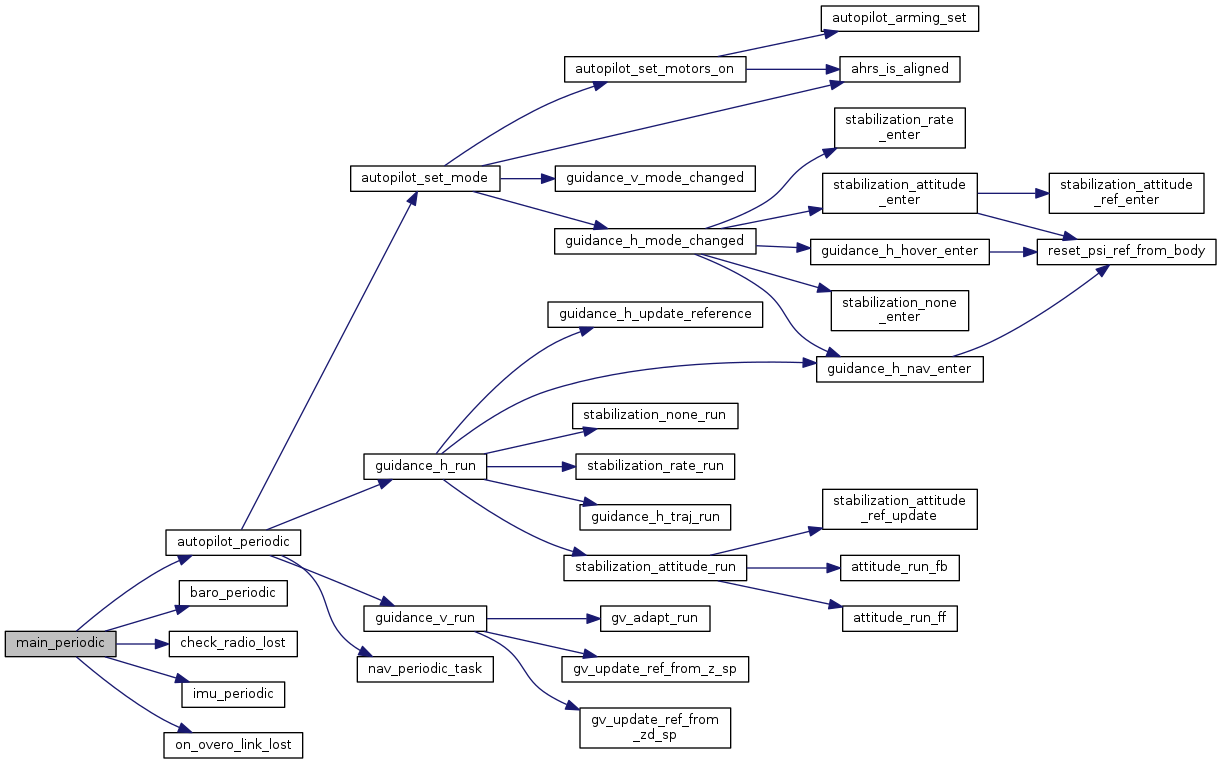 autopilot_arming_set
autopilot_set_motors_on
ahrs_is_aligned
stabilization_rate
_enter
autopilot_set_mode
guidance_v_mode_changed
stabilization_attitude
_enter
stabilization_attitude
_ref_enter
guidance_h_mode_changed
guidance_h_hover_enter
reset_psi_ref_from_body
stabilization_none
_enter
guidance_h_update_reference
guidance_h_nav_enter
stabilization_none_run
guidance_h_run
stabilization_rate_run
guidance_h_traj_run
stabilization_attitude
_ref_update
autopilot_periodic
stabilization_attitude_run
attitude_run_fb
baro_periodic
guidance_v_run
gv_adapt_run
attitude_run_ff
main_periodic
check_radio_lost
nav_periodic_task
gv_update_ref_from_z_sp
imu_periodic
gv_update_ref_from
_zd_sp
on_overo_link_lost